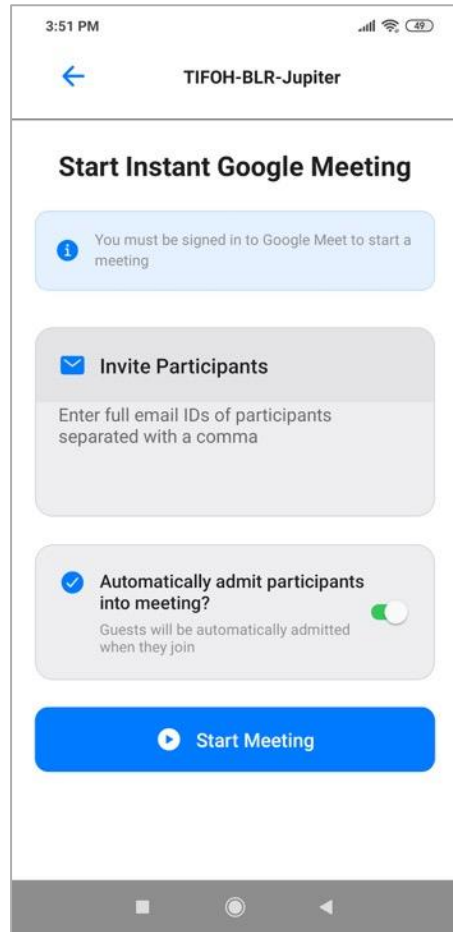 3:51 PM
49
TIFOH-BLR-Jupiter
Start Instant Google Meeting
You must be signed in to Google Meet to start a
meeting
Invite Participants
Enter full email IDs of participants
separated with a comma
Automatically admit participants
into meeting?
Guests will be automatically admitted
when they join
Start Meeting